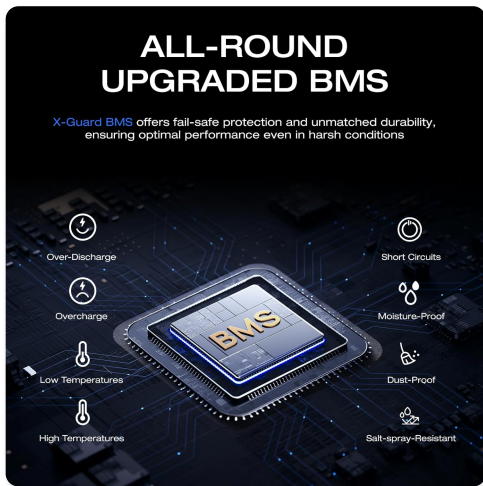 ALL-ROUND
UPGRADED BMS
X-Guard BMS offers fail-safe protection and unmatched durability,
ensuring optimal performance even in harsh conditions
Over-Discharge
Short Circuits
Overcharge
Moisture-Proof
Low Temperatures
Dust-Proof
High Temperatures
Salt-spray-Resistant
BMS